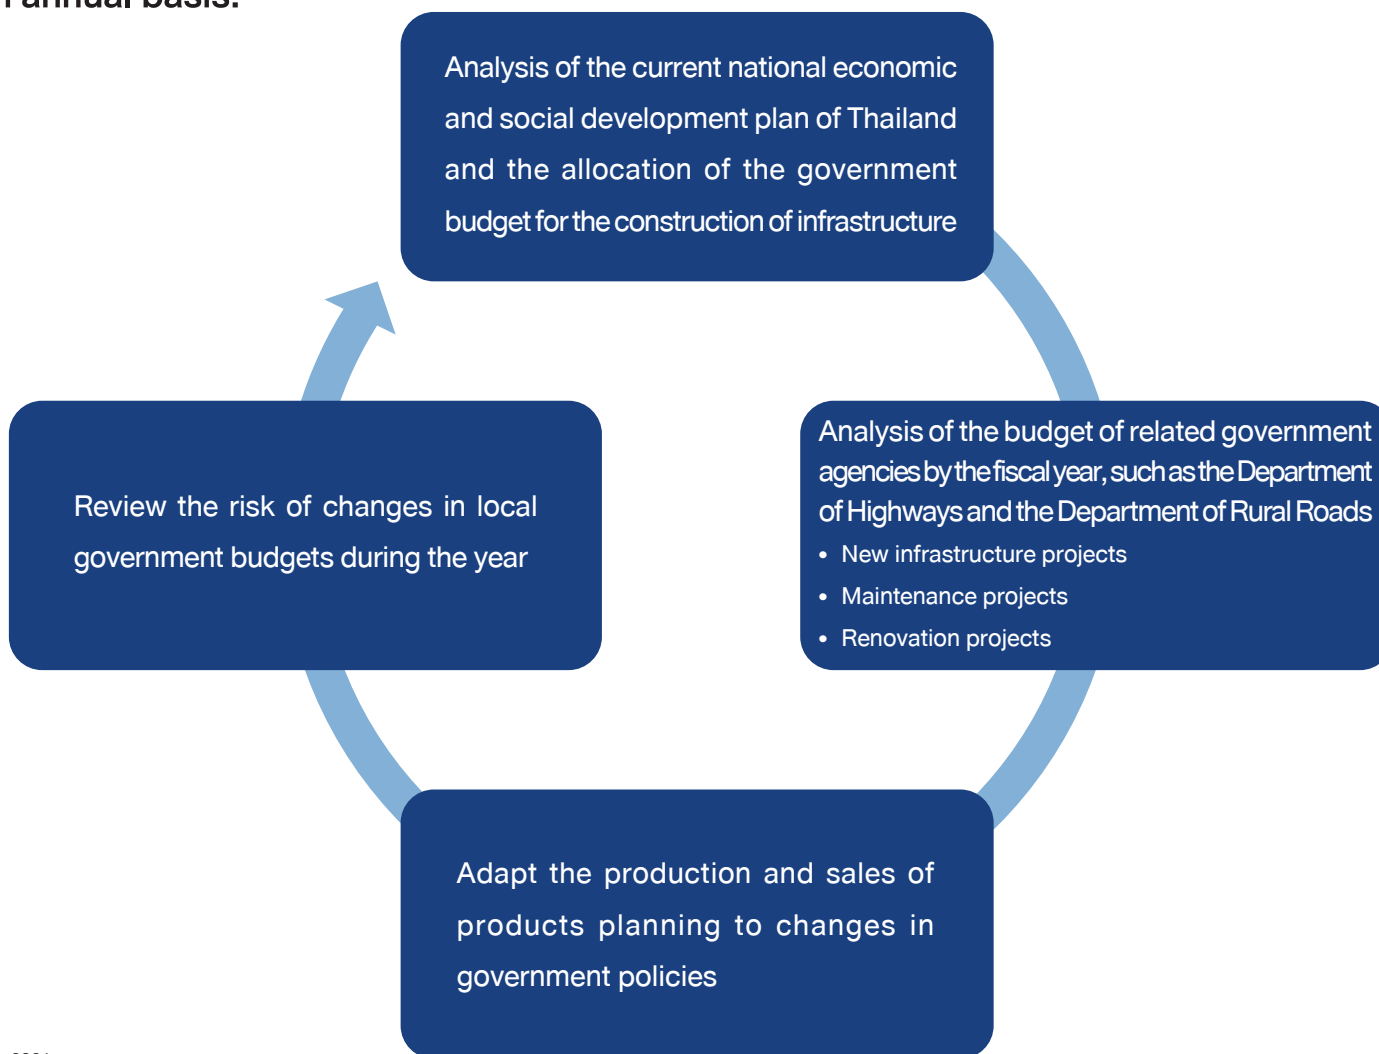 annual basis.
Analysis of the current national economic
and social development plan of Thailand
and the allocation of the government
budget for the construction of infrastructure
Analysis of the budget of related government
agencies by the fiscal year, such as the Department
of Highways and the Department of Rural Roads
• New infrastructure projects
• Maintenance projects
• Renovation projects
Review the risk of changes in local
government budgets during the year
Adapt the production and sales of
products planning to changes in
government policies